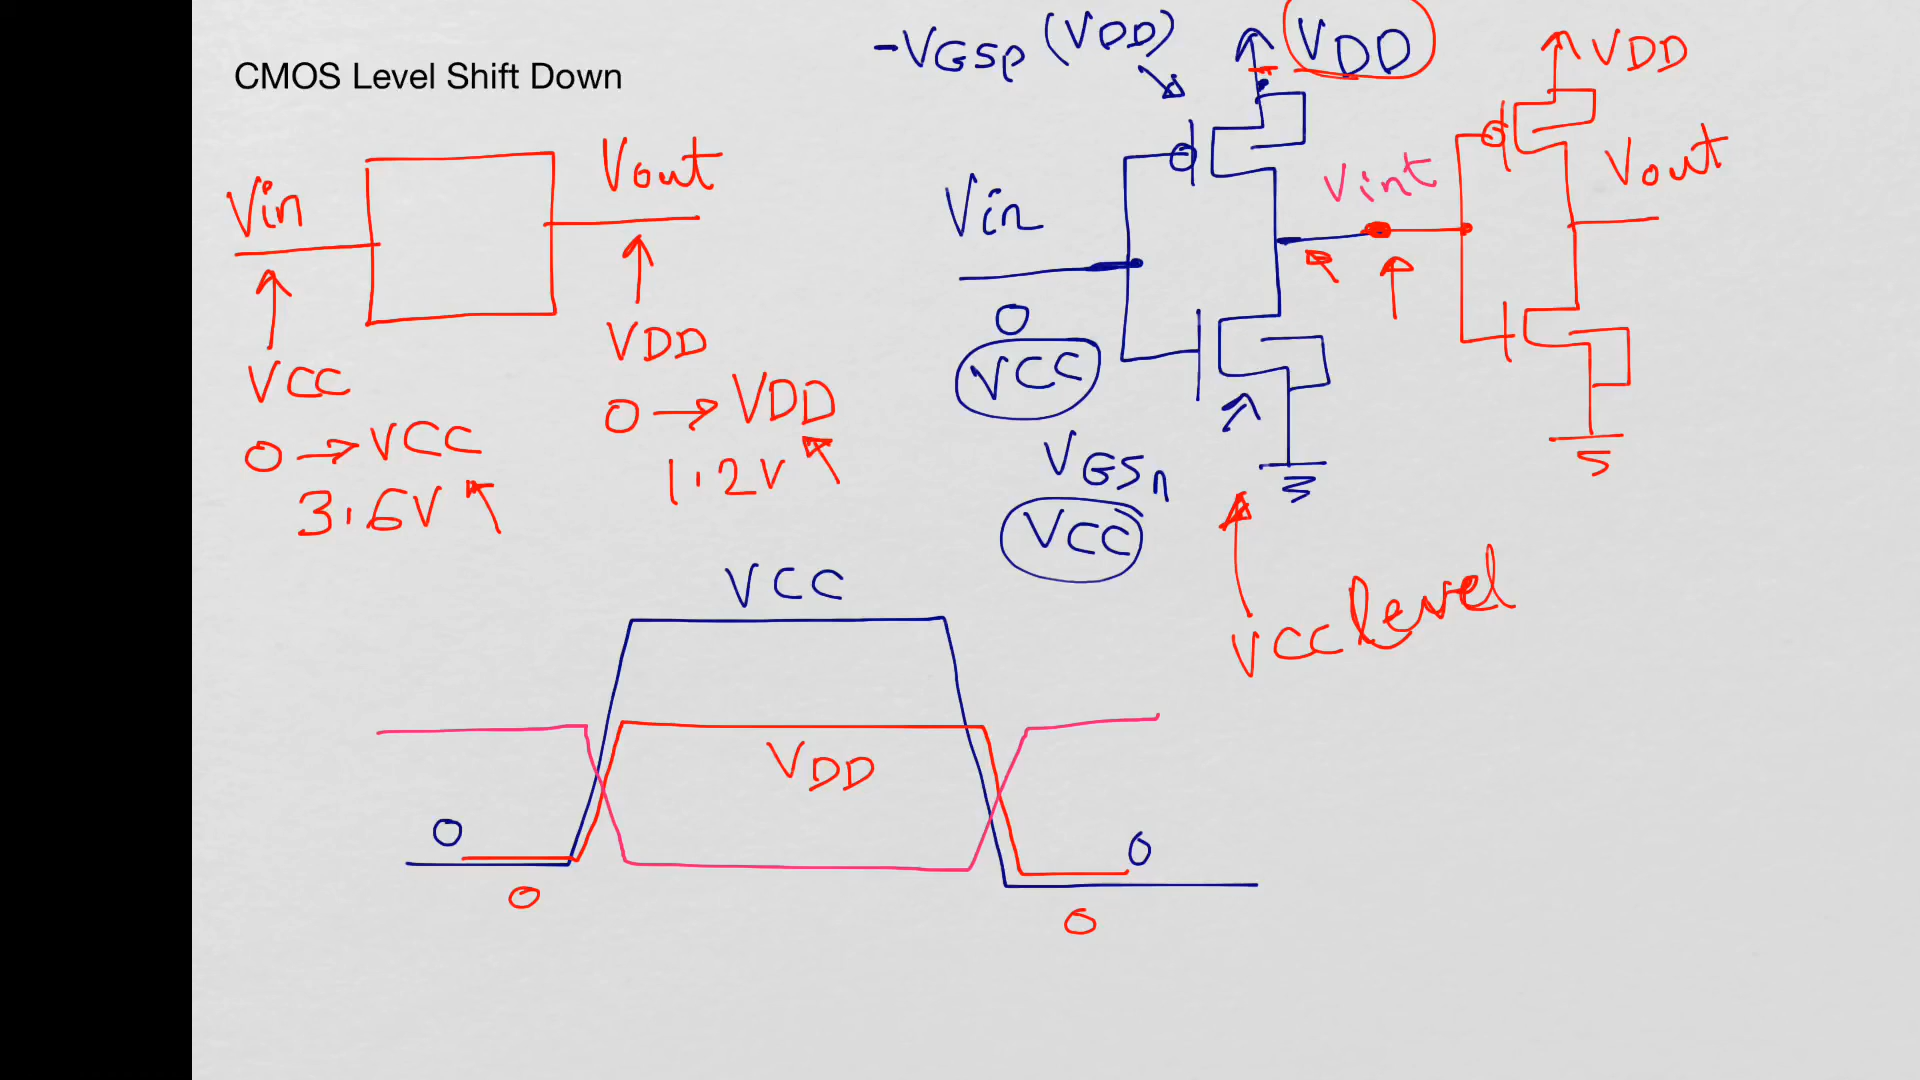 CMOS Level Shift Down
-VGSp (VDD)
VDD
VDD
Vin
Vout
Vin
Vint
Vout
VCC
VDD
0
VCC
0 → VCC
0 → VDD
3.6V
1.2V
VGSn
VCC
VCC level
VCC
VDD
0
0
0
0